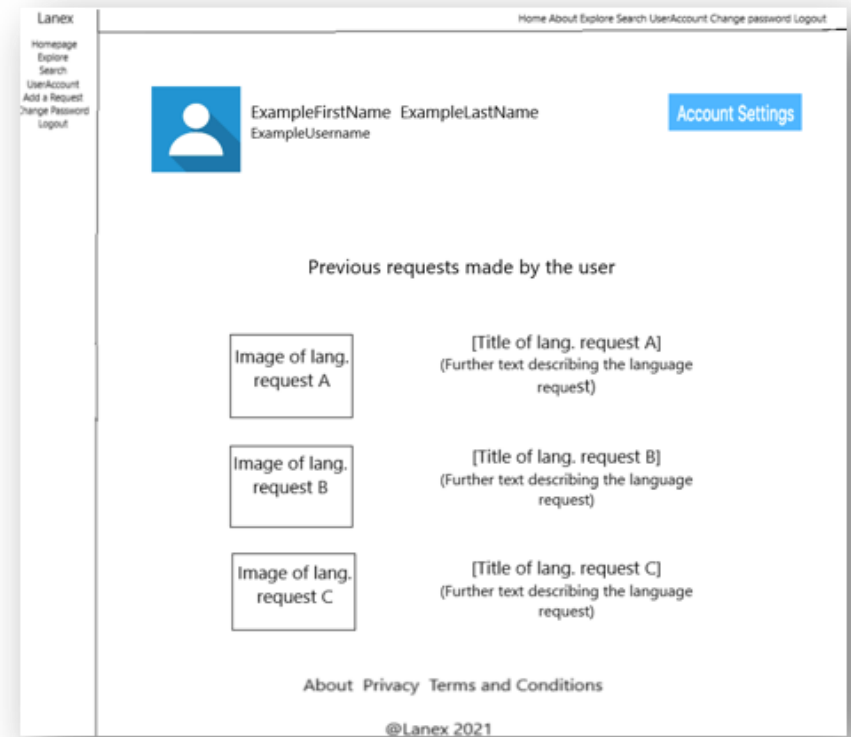 Lanex
Homepage
Explore
Search
UserAccount
Add a Request
Change Password
Logout
Home About Explore Search UserAccount Change password Logout
ExampleFirstName ExampleLastName
ExampleUsername
Account Settings
Previous requests made by the user
Image of lang.
request A
[Title of lang. request A]
(Further text describing the language
request)
Image of lang.
request B
[Title of lang. request B]
(Further text describing the language
request)
Image of lang.
request C
[Title of lang. request C]
(Further text describing the language
request)
About Privacy Terms and Conditions
@Lanex 2021